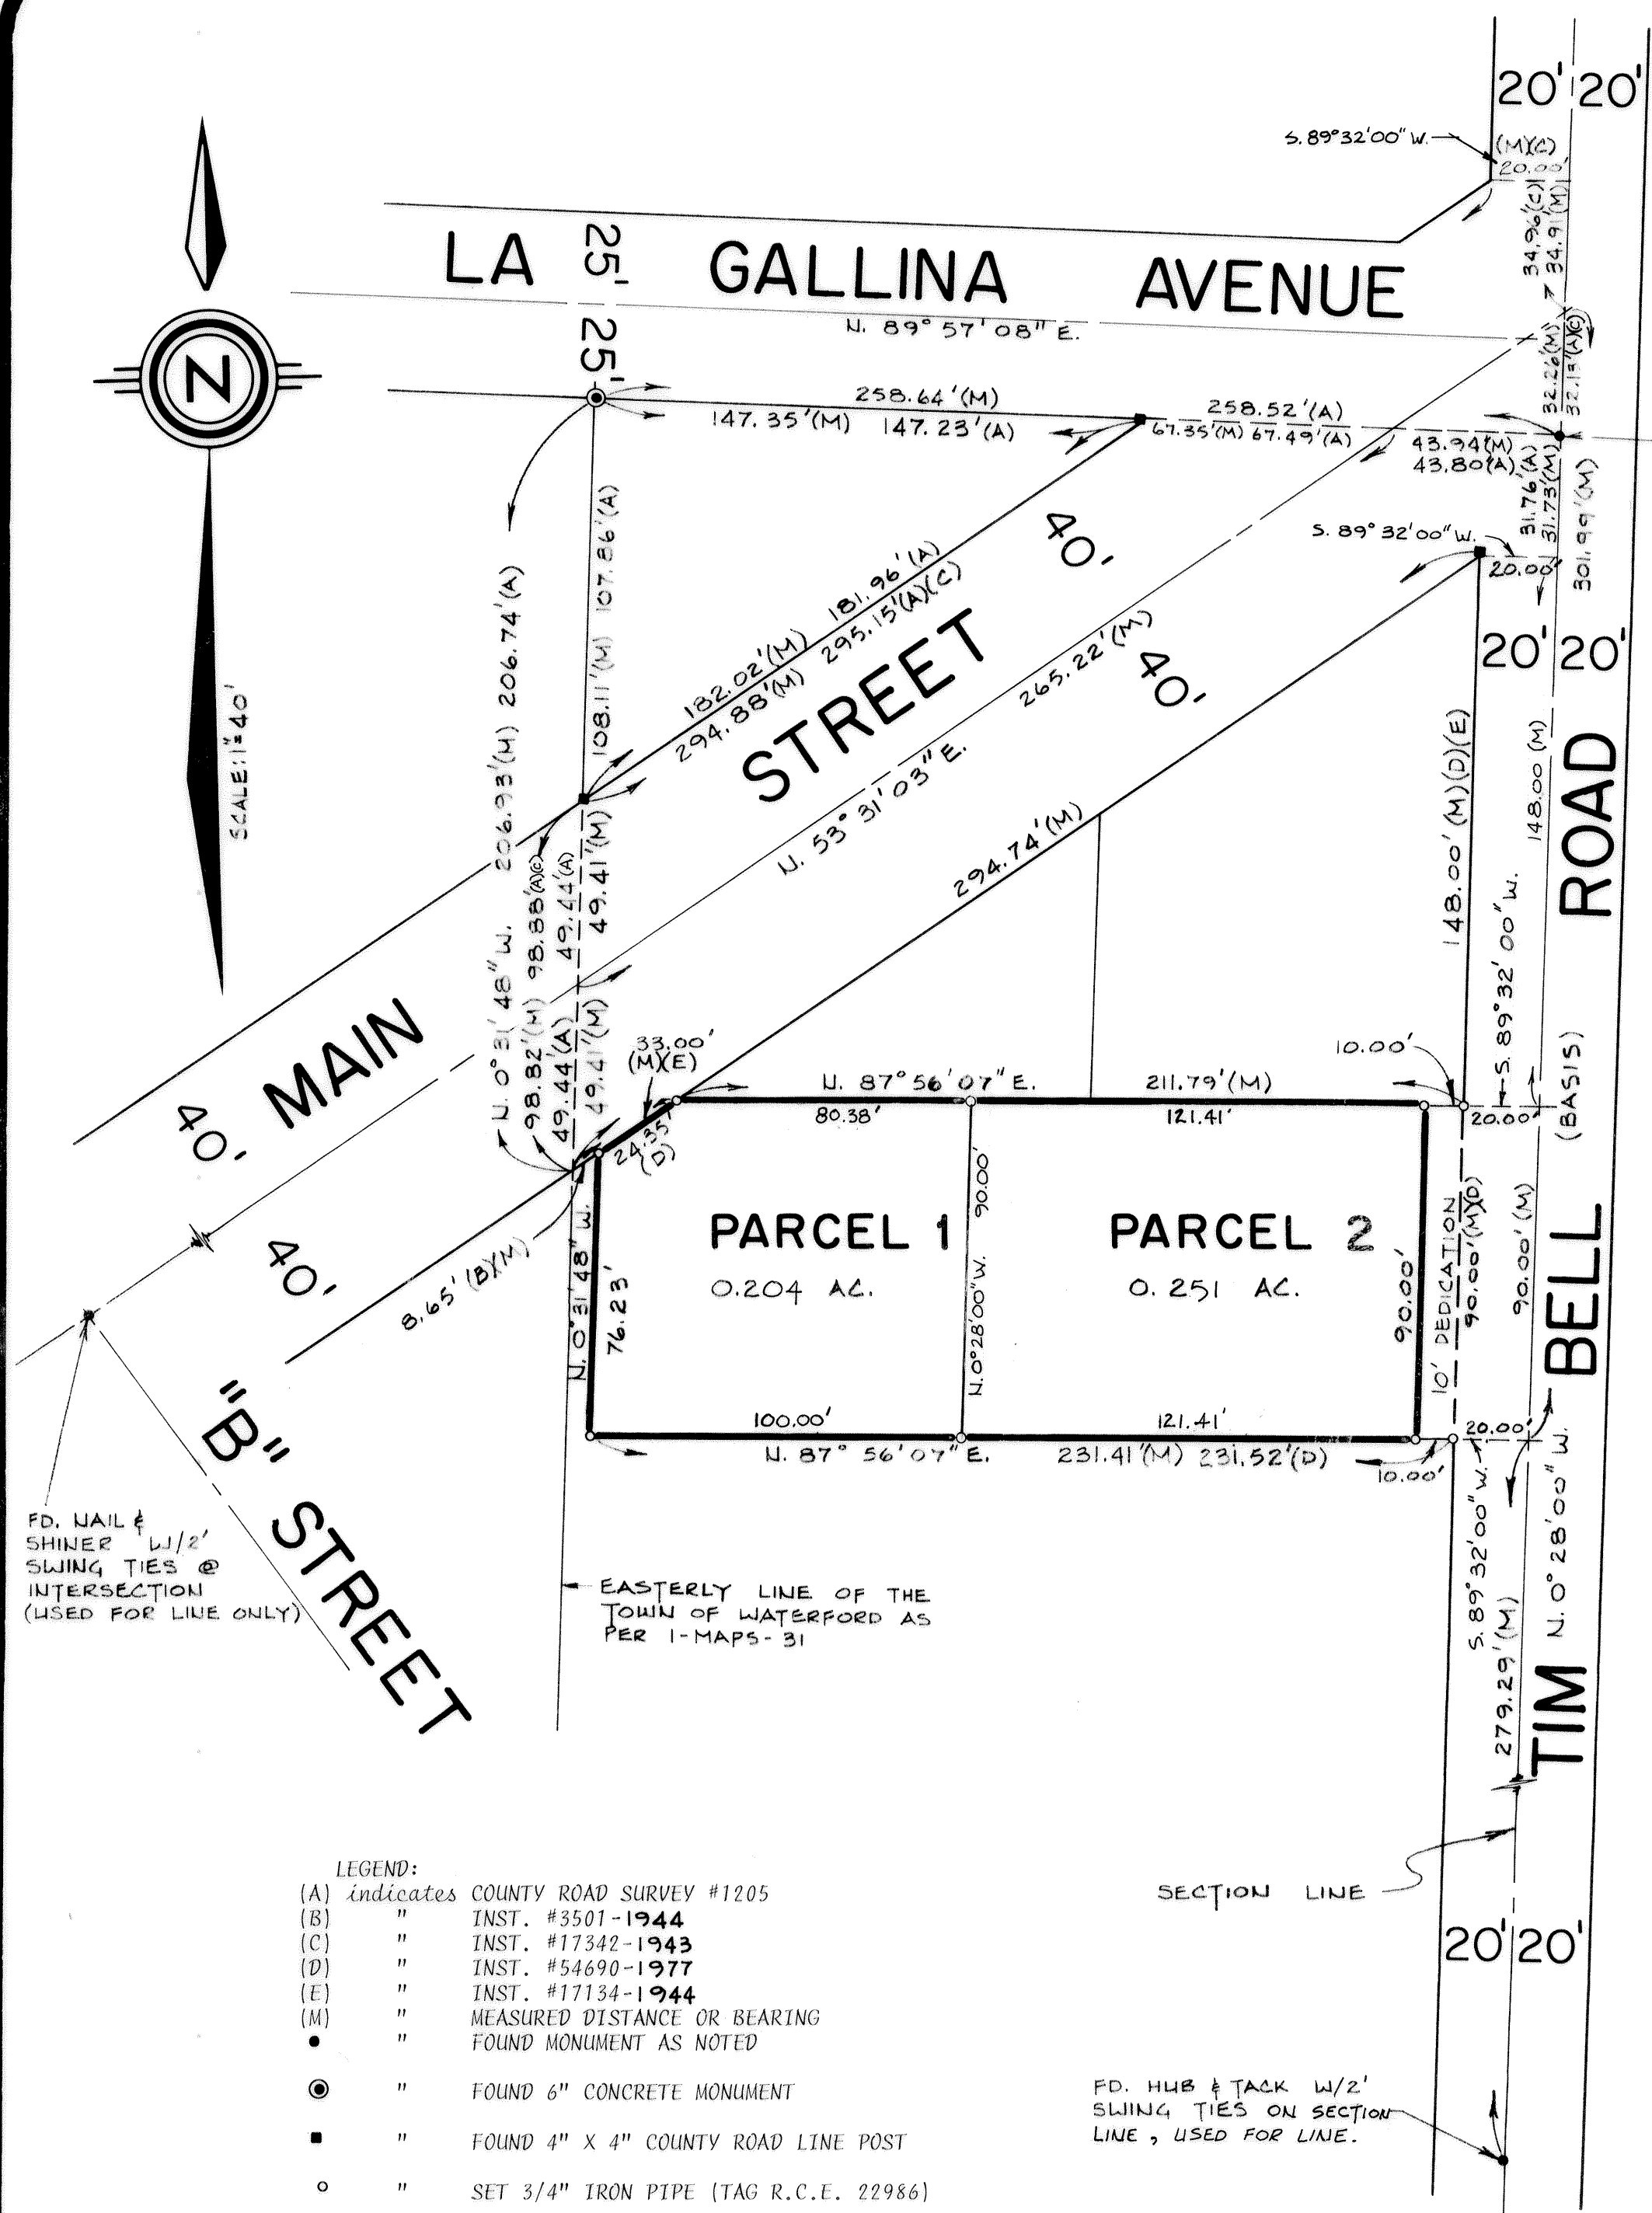 20' 20'
S. 89°32'00" W.
(M)(C)
20.00'
34.96'(C)
34.91'(M)
LA GALLINA AVENUE
25'
25'
N. 89° 57' 08" E.
32.26'(M)
32.13'(A)(C)
258.64'(M)
258.52'(A)
147.35'(M) 147.23'(A)
67.35'(M) 67.49'(A)
43.94'(M)
43.80'(A)
31.76'(A)
31.73'(M)
301.99'(M)
S. 89° 32' 00" W.
20.00'
N
SCALE: 1"=40'
108.11'(M) 107.86'(A)
N. 0° 31' 48" W. 206.93'(M) 206.74'(A)
181.96'(A)
182.02'(M)
295.15'(A)(C)
294.88'(M)
40'
STREET
265.22'(M)
40'
N. 53° 31' 03" E.
20' 20'
294.74'(M)
148.00'(M)(D)(E)
148.00 (M)
ROAD
98.82'(M) 98.88'(A)(C)
49.44'(A) 49.44'(A)
49.41'(M) 49.41'(M)
S. 89° 32' 00" W.
MAIN
40'
40'
33.00'
(M)(E)
24.35'
(D)
N. 87° 56' 07" E. 211.79'(M)
10.00'
80.38'
121.41'
20.00'
(BASIS)
8.65' (B)(M)
N. 0° 31' 48" W.
76.23'
PARCEL 1
0.204 AC.
N. 0°28'00"W. 90.00'
PARCEL 2
0.251 AC.
90.00'
10' DEDICATION
90.00'(M)(D)
90.00'(M)
BELL
100.00'
121.41'
N. 87° 56' 07" E. 231.41'(M) 231.52'(D)
10.00'
20.00'
"B" STREET
FD. NAIL &
SHINER W/2'
SWING TIES @
INTERSECTION
(USED FOR LINE ONLY)
EASTERLY LINE OF THE
TOWN OF WATERFORD AS
PER 1-MAPS-31
S. 89° 32' 00" W.
279.29'(M)
N. 0° 28' 00" W.
TIM
SECTION LINE
20' 20'
LEGEND:
(A) indicates COUNTY ROAD SURVEY #1205
(B) " INST. #3501-1944
(C) " INST. #17342-1943
(D) " INST. #54690-1977
(E) " INST. #17134-1944
(M) " MEASURED DISTANCE OR BEARING
" FOUND MONUMENT AS NOTED
" FOUND 6" CONCRETE MONUMENT
" FOUND 4" X 4" COUNTY ROAD LINE POST
" SET 3/4" IRON PIPE (TAG R.C.E. 22986)
FD. HUB & TACK W/2'
SWING TIES ON SECTION
LINE, USED FOR LINE.